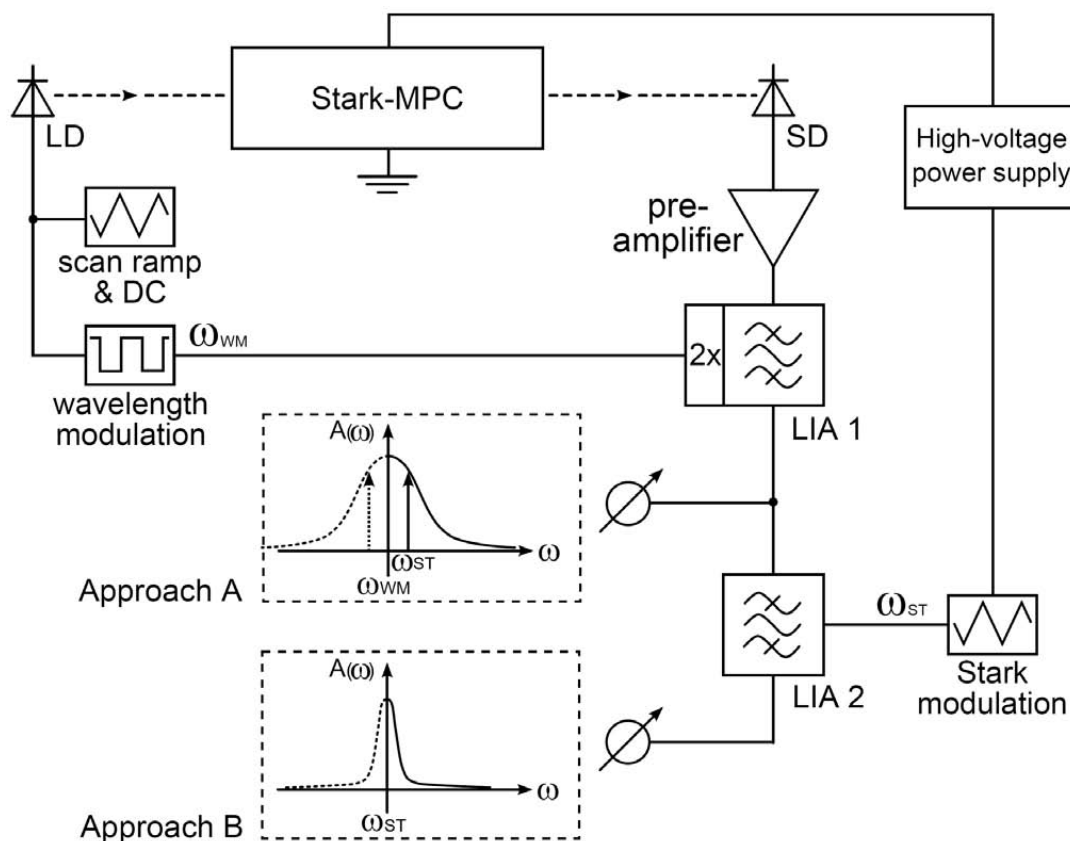 Stark-MPC
LD
SD
High-voltage
power supply
pre-
amplifier
scan ramp
& DC
ωWM
2x
wavelength
modulation
LIA 1
A(ω)
ω
ωST
ωWM
Approach A
ωST
LIA 2
Stark
modulation
A(ω)
ω
ωST
Approach B